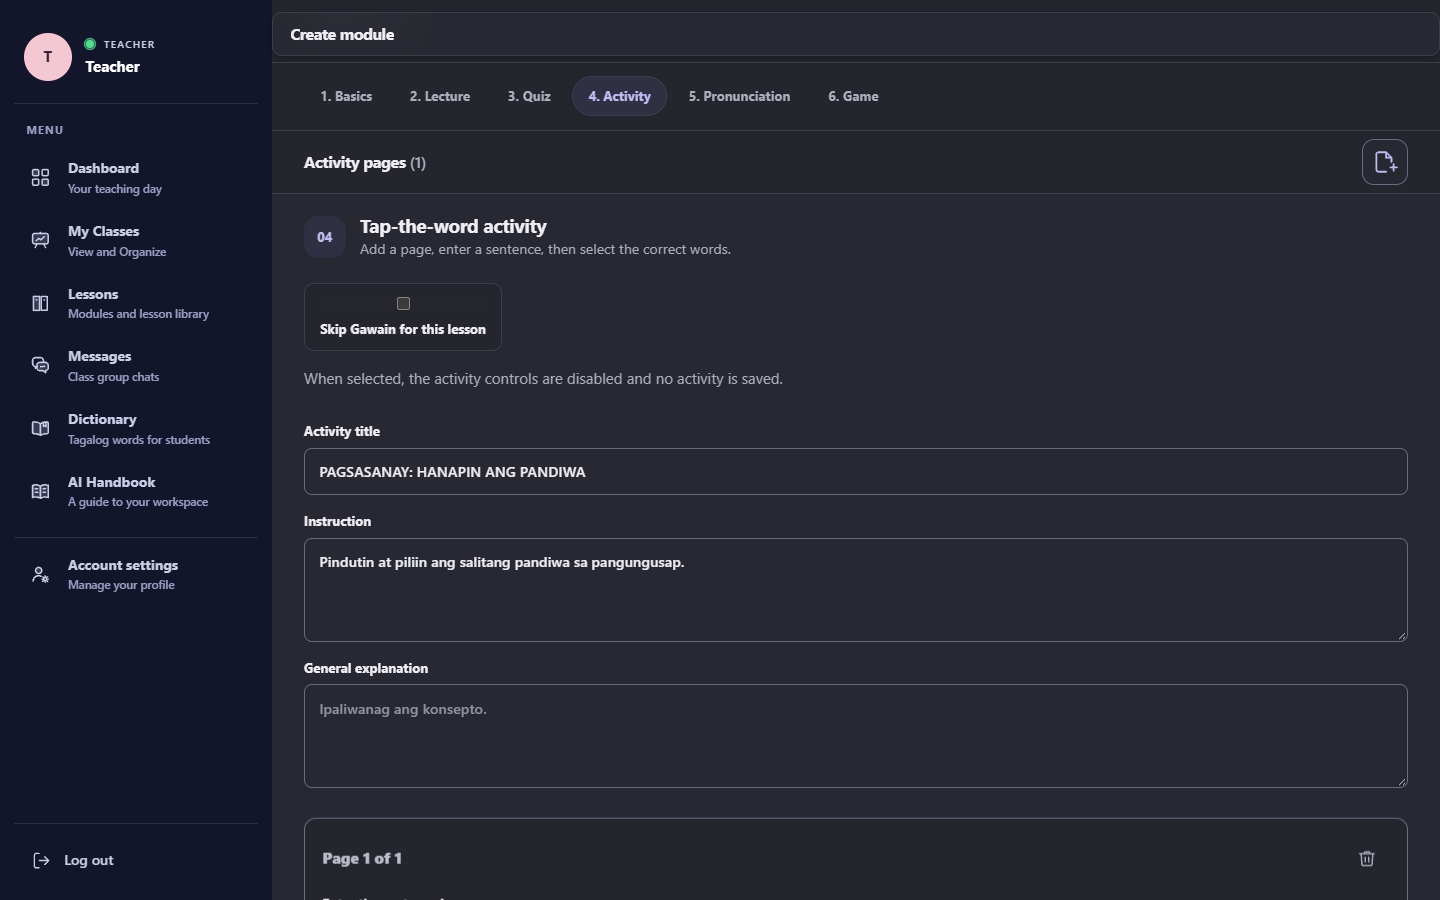 T
TEACHER
Teacher
MENU
Dashboard
Your teaching day
My Classes
View and Organize
Lessons
Modules and lesson library
Messages
Class group chats
Dictionary
Tagalog words for students
AI Handbook
A guide to your workspace
Account settings
Manage your profile
Log out
Create module
1. Basics
2. Lecture
3. Quiz
4. Activity
5. Pronunciation
6. Game
Activity pages (1)
04
Tap-the-word activity
Add a page, enter a sentence, then select the correct words.
Skip Gawain for this lesson
When selected, the activity controls are disabled and no activity is saved.
Activity title
PAGSASANAY: HANAPIN ANG PANDIWA
Instruction
Pindutin at piliin ang salitang pandiwa sa pangungusap.
General explanation
Ipaliwanag ang konsepto.
Page 1 of 1